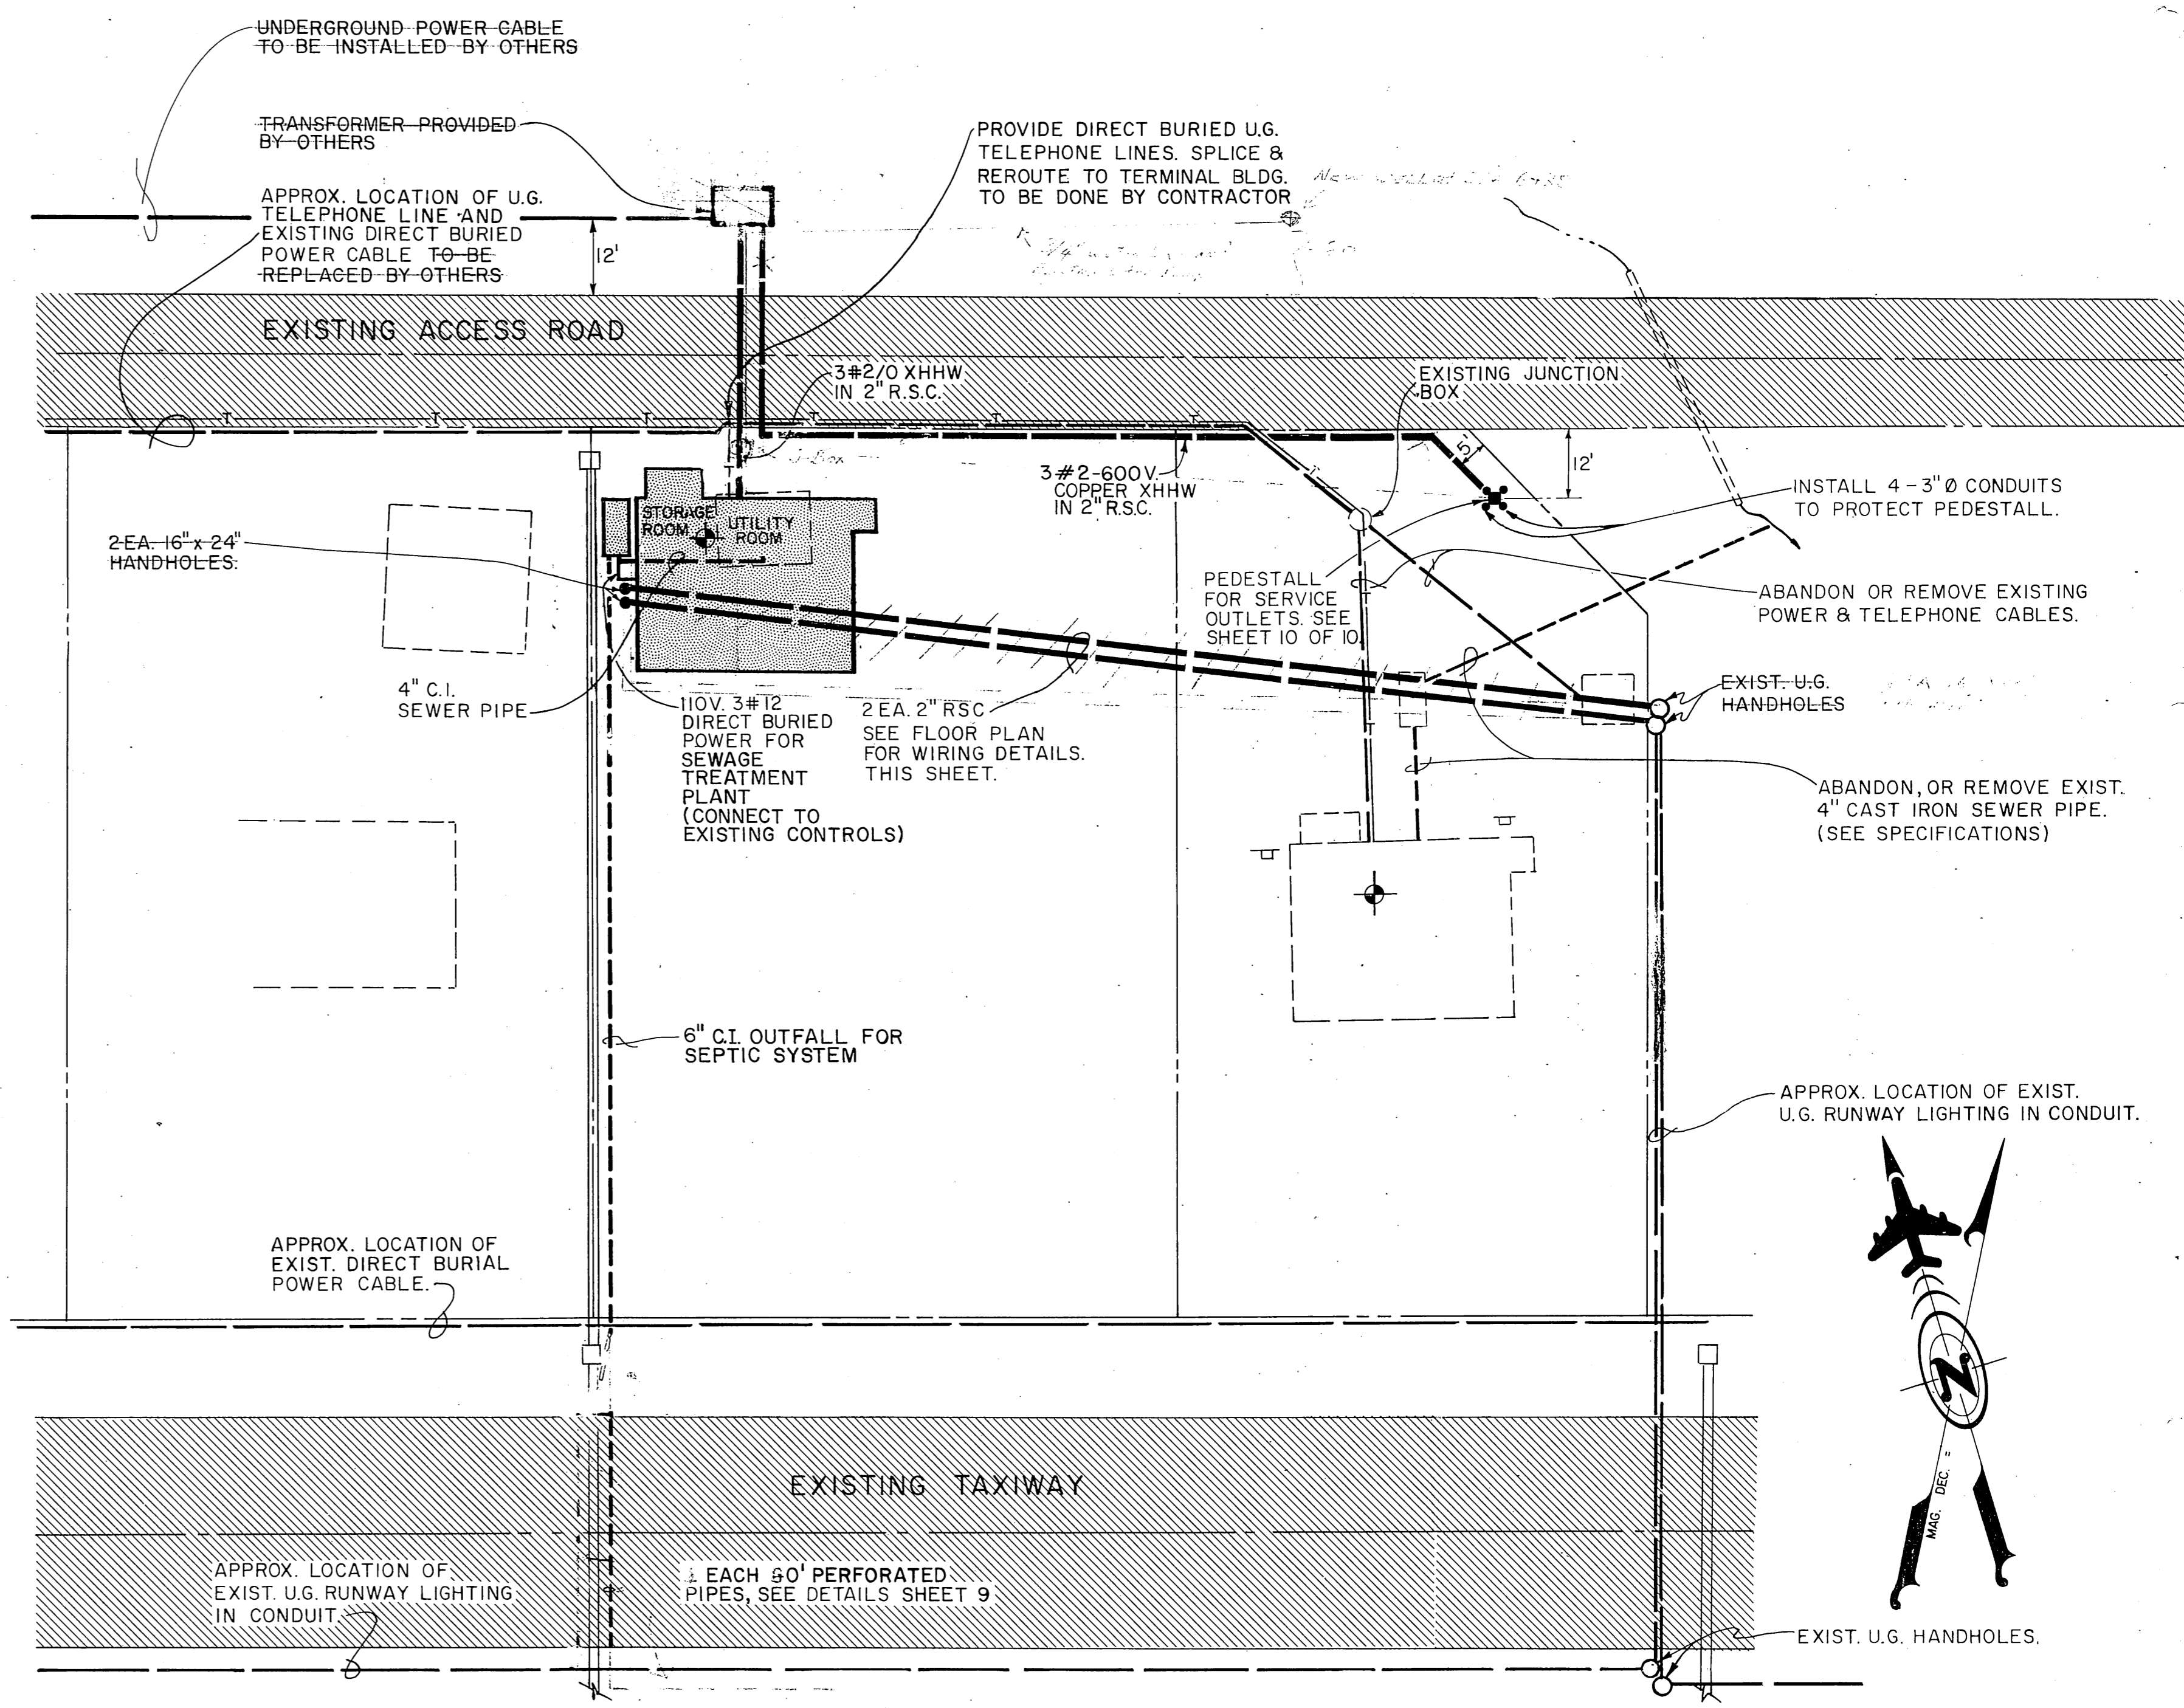 UNDERGROUND POWER CABLE
TO BE INSTALLED BY OTHERS
TRANSFORMER PROVIDED
BY OTHERS
APPROX. LOCATION OF U.G.
TELEPHONE LINE AND
EXISTING DIRECT BURIED
POWER CABLE TO BE
REPLACED BY OTHERS
12'
PROVIDE DIRECT BURIED U.G.
TELEPHONE LINES. SPLICE &
REROUTE TO TERMINAL BLDG.
TO BE DONE BY CONTRACTOR
EXISTING ACCESS ROAD
3#2/0 XHHW
IN 2" R.S.C.
EXISTING JUNCTION
BOX
T T T T T T
J-Box
3#2-600V.
COPPER XHHW
IN 2" R.S.C.
5'
12'
INSTALL 4-3"Ø CONDUITS
TO PROTECT PEDESTALL.
STORAGE
ROOM
UTILITY
ROOM
2 EA. 16" x 24"
HANDHOLES.
PEDESTALL
FOR SERVICE
OUTLETS. SEE
SHEET 10 OF 10.
ABANDON OR REMOVE EXISTING
POWER & TELEPHONE CABLES.
4" C.I.
SEWER PIPE
110V. 3#12
DIRECT BURIED
POWER FOR
SEWAGE
TREATMENT
PLANT
(CONNECT TO
EXISTING CONTROLS)
2 EA. 2" RSC
SEE FLOOR PLAN
FOR WIRING DETAILS.
THIS SHEET.
EXIST. U.G.
HANDHOLES
ABANDON, OR REMOVE EXIST.
4" CAST IRON SEWER PIPE.
(SEE SPECIFICATIONS)
6" C.I. OUTFALL FOR
SEPTIC SYSTEM
APPROX. LOCATION OF EXIST.
U.G. RUNWAY LIGHTING IN CONDUIT.
APPROX. LOCATION OF
EXIST. DIRECT BURIAL
POWER CABLE.
N
MAG. DEC. "
EXISTING TAXIWAY
APPROX. LOCATION OF
EXIST. U.G. RUNWAY LIGHTING
IN CONDUIT.
EACH 50' PERFORATED
PIPES, SEE DETAILS SHEET 9
EXIST. U.G. HANDHOLES.